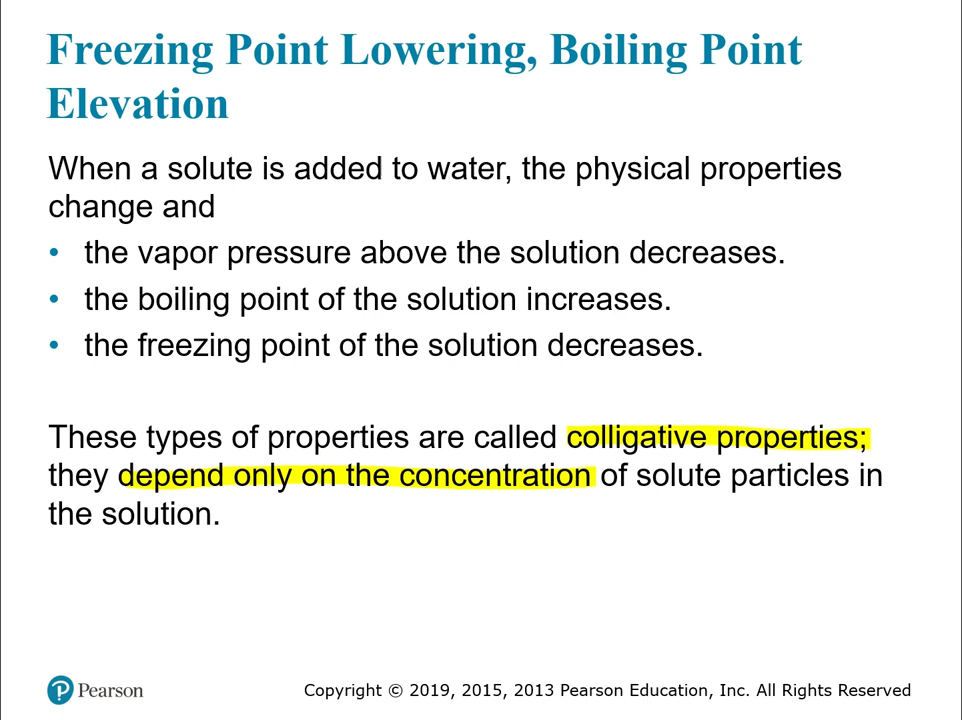 Freezing Point Lowering, Boiling Point
Elevation
When a solute is added to water, the physical properties
change and
• the vapor pressure above the solution decreases.
• the boiling point of the solution increases.
• the freezing point of the solution decreases.
These types of properties are called colligative properties;
they depend only on the concentration of solute particles in
the solution.
P Pearson
Copyright © 2019, 2015, 2013 Pearson Education, Inc. All Rights Reserved